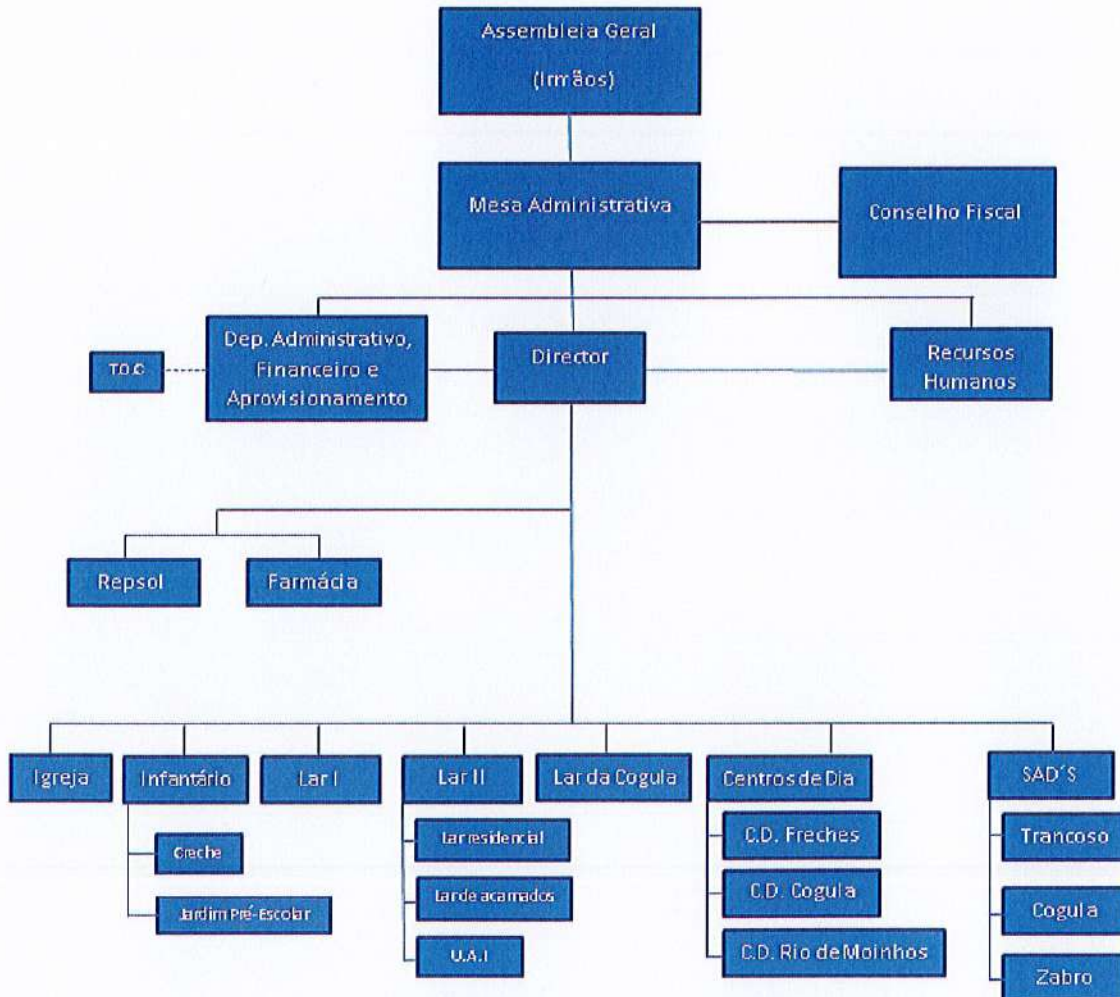 Assembleia Geral
(Irmãos)
Mesa Administrativa
Conselho Fiscal
Dep. Administrativo,
Financeiro e
Aprovisionamento
T.O.C
Director
Recursos
Humanos
Repsol
Farmácia
Igreja
Infantário
Lar I
Lar II
Lar da Cogula
Centros de Dia
SAD´S
Creche
Jardim Pré-Escolar
Lar residencial
Lar de acamados
U.A.I
C.D. Freches
C.D. Cogula
C.D. Rio de Moinhos
Trancoso
Cogula
Zabro